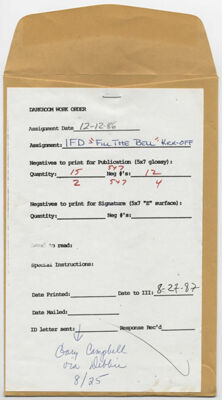 DARKROOM WORK ORDER
Assignment Date 12-12-86
Assignment: IFD "FILL THE BELL" KICK-OFF
Negatives to print for Publication (5x7 glossy):
5x7
Quantity: 15 Neg #'s: 12
2 5x7 4
Negatives to print for Signature (5x7 "E" surface):
Quantity: Neg #'s:
to read:
Special Instructions:
8-27-87
Date Printed: Date to III:
Date Mailed:
ID Letter sent: Response Rec'd
Gary Campbell
via Debbie
8/25